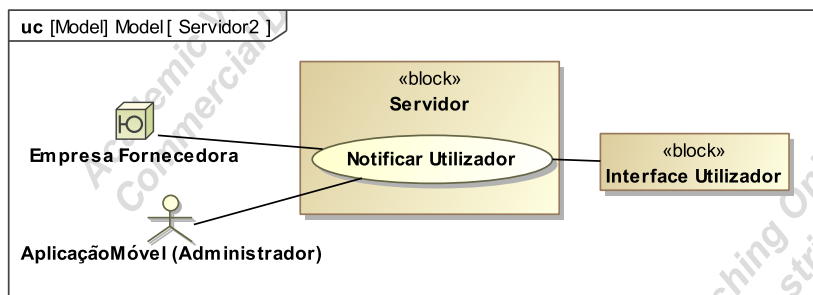 uc [Model] Model[ Servidor2 ]
«block»
Servidor
Empresa Fornecedora
Notificar Utilizador
«block»
Interface Utilizador
AplicaçãoMóvel (Administrador)